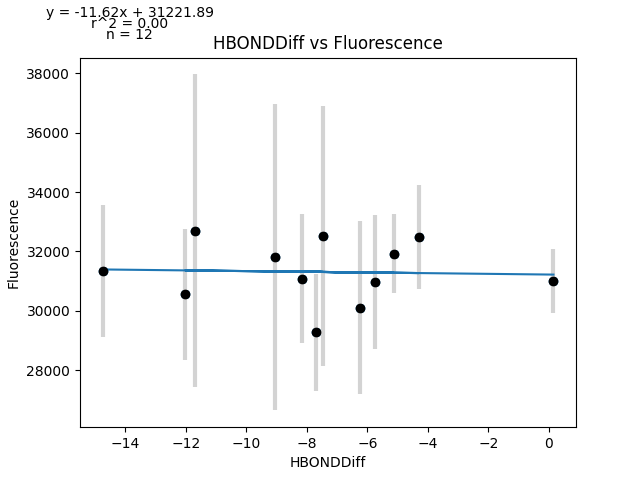 y = -11.62x + 31221.89
r^2 = 0.00
n = 12
HBONDDiff vs Fluorescence
38000
36000
34000
32000
30000
28000
Fluorescence
−14
−12
−10
−8
−6
−4
−2
0
HBONDDiff